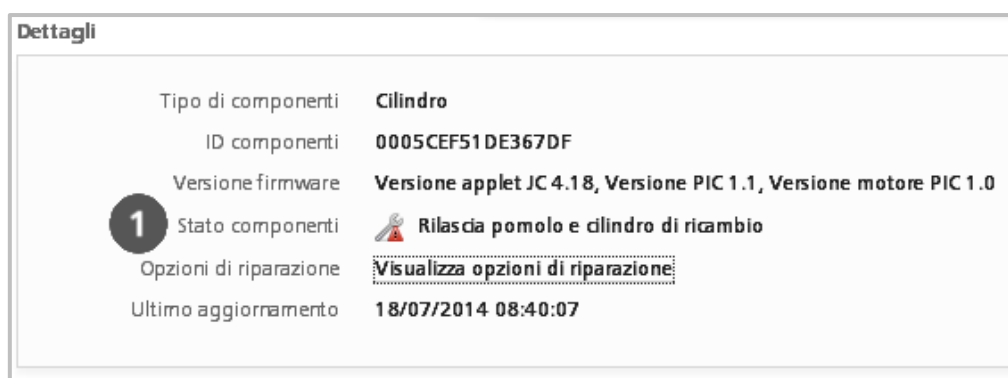 Dettagli
Tipo di componenti Cilindro
ID componenti 0005CEF51DE367DF
Versione firmware Versione applet JC 4.18, Versione PIC 1.1, Versione motore PIC 1.0
1 Stato componenti Rilascia pomolo e cilindro di ricambio
Opzioni di riparazione Visualizza opzioni di riparazione
Ultimo aggiornamento 18/07/2014 08:40:07